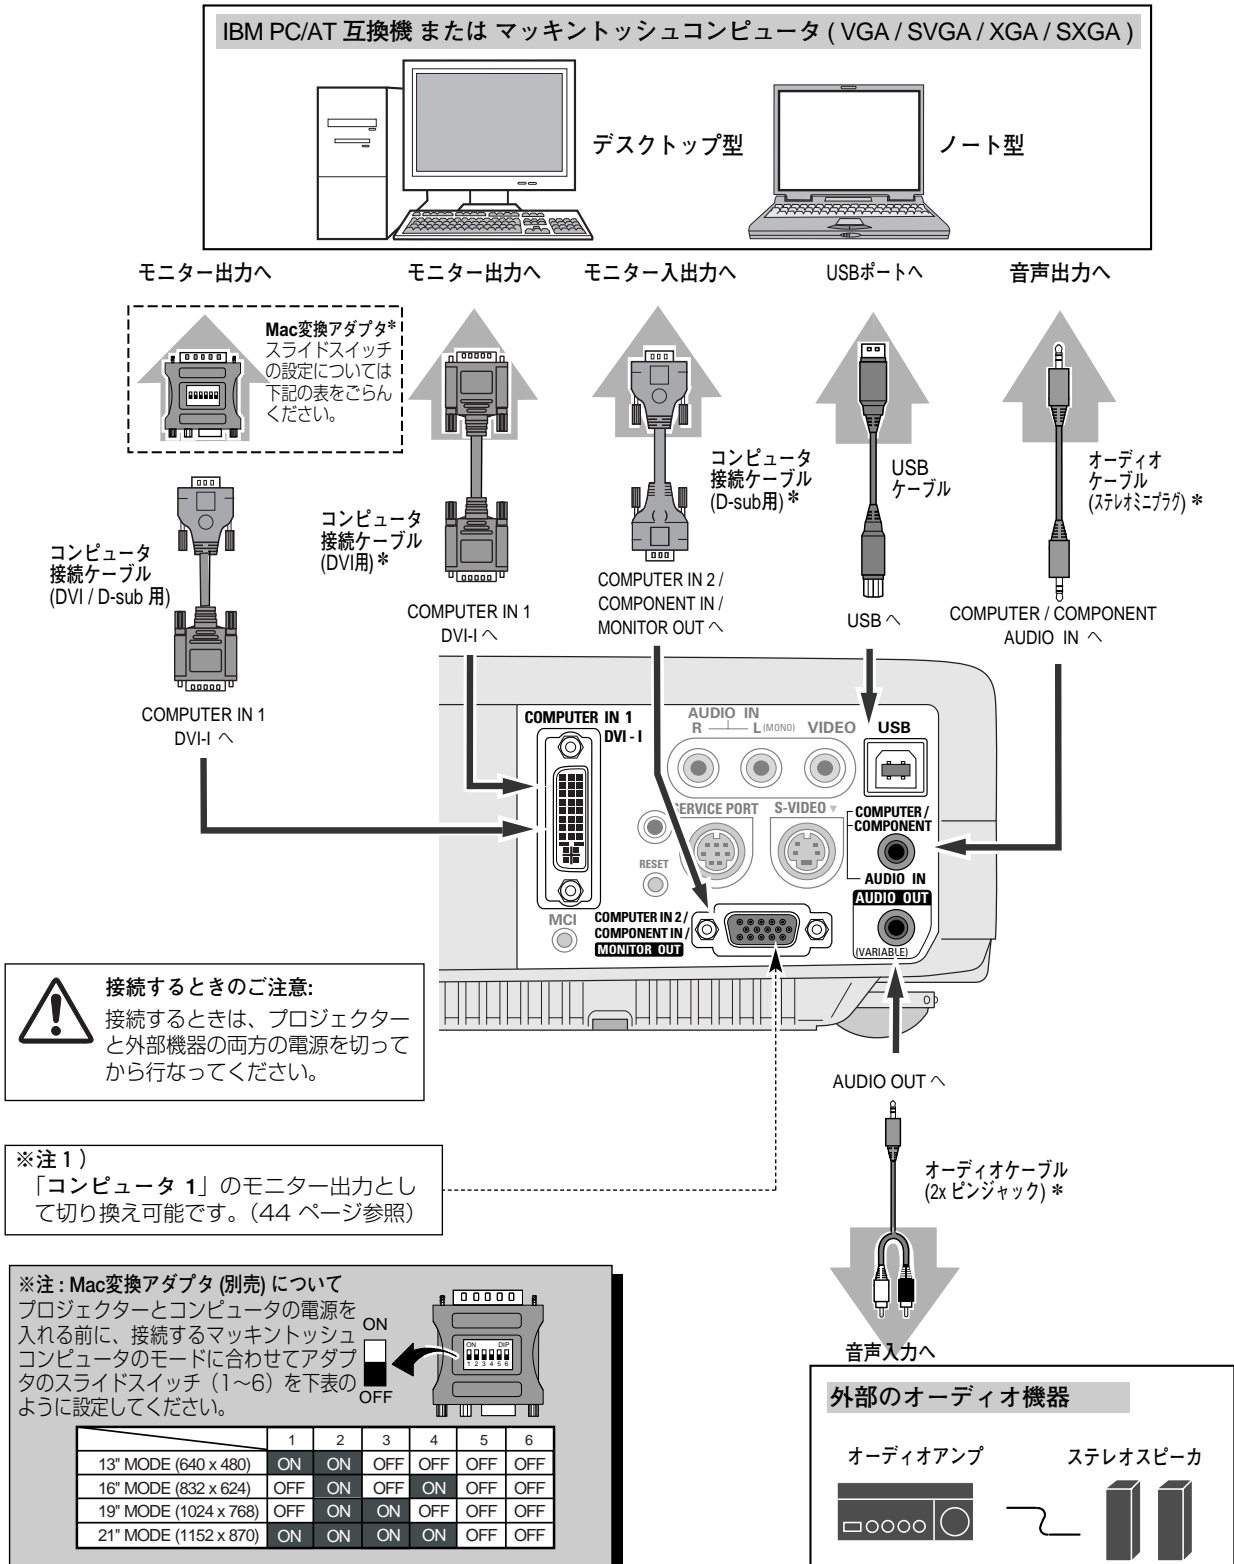 IBM PC/AT 互換機 または マッキントッシュコンピュータ ( VGA / SVGA / XGA / SXGA )
デスクトップ型
ノート型
モニター出力へ
モニター出力へ
モニター入出力へ
USBポートへ
音声出力へ
Mac変換アダプタ*
スライドスイッチ
の設定については
下記の表をごらん
ください。
コンピュータ
接続ケーブル
(DVI / D-sub 用)
コンピュータ
接続ケーブル
(DVI用) *
コンピュータ
接続ケーブル
(D-sub用) *
USB
ケーブル
オーディオ
ケーブル
(ステレオミニプラグ) *
COMPUTER IN 1
DVI-I へ
COMPUTER IN 1
DVI-I へ
COMPUTER IN 2 /
COMPONENT IN /
MONITOR OUT へ
USB へ
COMPUTER / COMPONENT
AUDIO IN へ
COMPUTER IN 1
DVI - I
AUDIO IN
R L (MONO) VIDEO
USB
SERVICE PORT
S-VIDEO
COMPUTER /
COMPONENT
AUDIO IN
RESET
AUDIO OUT
(VARIABLE)
MCI
COMPUTER IN 2 /
COMPONENT IN /
MONITOR OUT
接続するときのご注意:
接続するときは、プロジェクター
と外部機器の両方の電源を切って
から行なってください。
AUDIO OUT へ
※注 1 )
「コンピュータ 1」のモニター出力とし
て切り換え可能です。（44 ページ参照）
オーディオケーブル
(2x ピンジャック) *
音声入力へ
※注 : Mac変換アダプタ (別売) について
プロジェクターとコンピュータの電源を
入れる前に、接続するマッキントッシュ
コンピュータのモードに合わせてアダプ
タのスライドスイッチ（1〜6）を下表の
ように設定してください。
ON
OFF
ON DIP
1 2 3 4 5 6
1 2 3 4 5 6
13" MODE (640 x 480) ON ON OFF OFF OFF OFF
16" MODE (832 x 624) OFF ON OFF ON OFF OFF
19" MODE (1024 x 768) OFF ON ON OFF OFF OFF
21" MODE (1152 x 870) ON ON ON ON OFF OFF
外部のオーディオ機器
オーディオアンプ
ステレオスピーカ